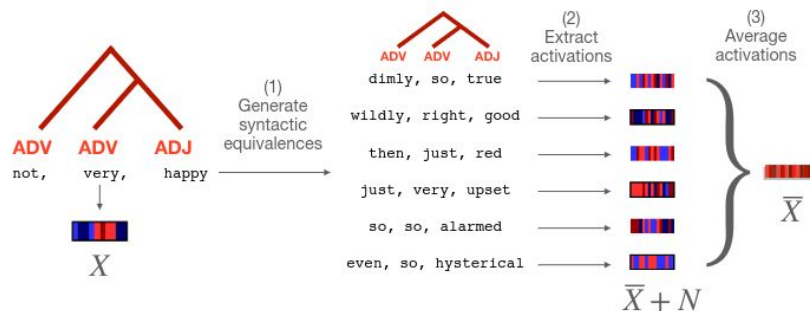 (1)
Generate
syntactic
equivalences
ADV ADV ADJ
not, very, happy
X
ADV ADV ADJ
dimly, so, true
wildly, right, good
then, just, red
just, very, upset
so, so, alarmed
even, so, hysterical
(2)
Extract
activations
X̅ + N
(3)
Average
activations
X̅